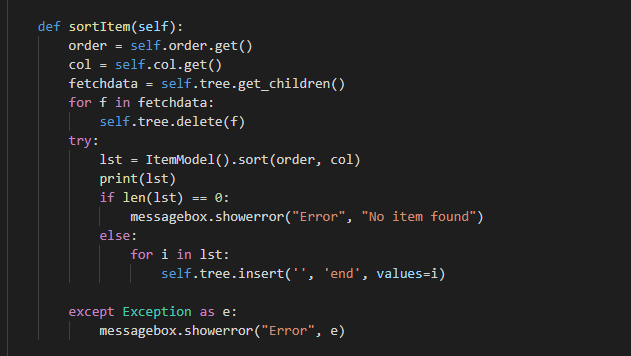 def sortItem(self):
    order = self.order.get()
    col = self.col.get()
    fetchdata = self.tree.get_children()
    for f in fetchdata:
        self.tree.delete(f)
    try:
        lst = ItemModel().sort(order, col)
        print(lst)
        if len(lst) == 0:
            messagebox.showerror("Error", "No item found")
        else:
            for i in lst:
                self.tree.insert('', 'end', values=i)

    except Exception as e:
        messagebox.showerror("Error", e)